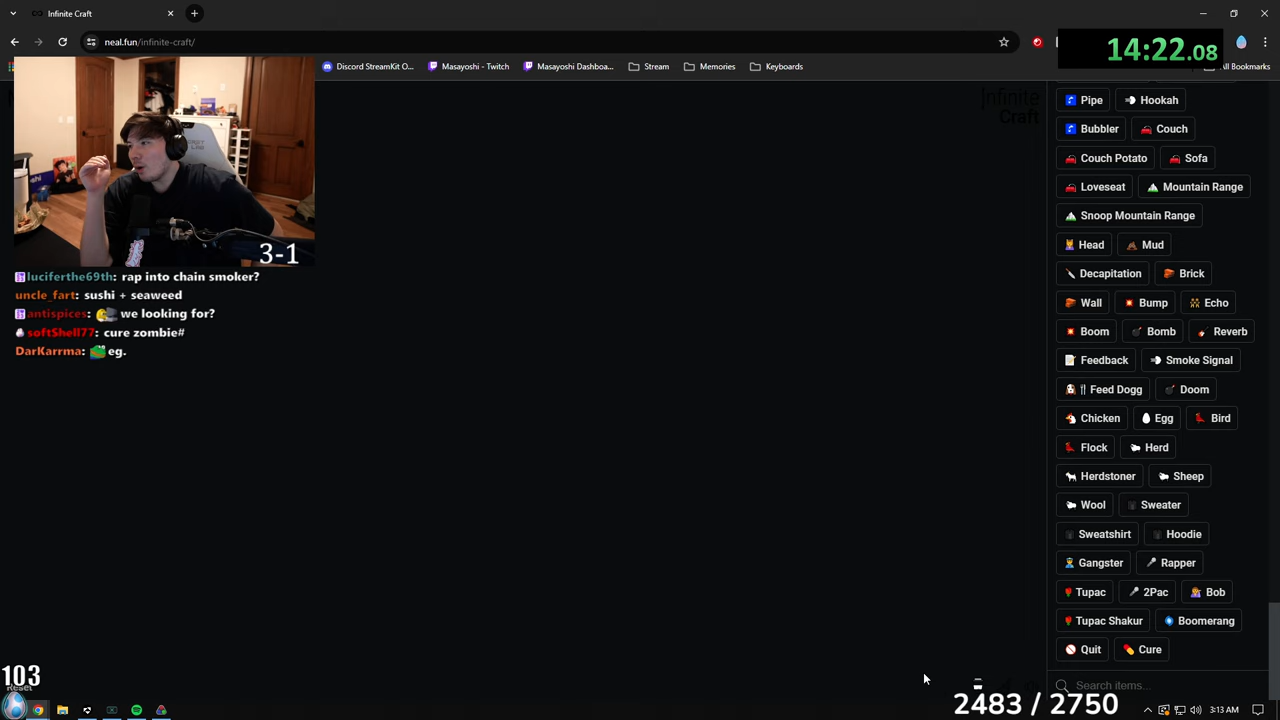 Infinite Craft
14:22.08
neal.fun/infinite-craft/
Discord StreamKit O...
Masayoshi - Twitch
Masayoshi Dashboa...
Stream
Memories
Keyboards
All Bookmarks
Infinite
Craft
3-1
luciferthe69th: rap into chain smoker?
uncle_fart: sushi + seaweed
antispices: we looking for?
softShell77: cure zombie#
DarKarrma: eg.
Pipe Hookah
Bubbler Couch
Couch Potato Sofa
Loveseat Mountain Range
Snoop Mountain Range
Head Mud
Decapitation Brick
Wall Bump Echo
Boom Bomb Reverb
Feedback Smoke Signal
Feed Dogg Doom
Chicken Egg Bird
Flock Herd
Herdstoner Sheep
Wool Sweater
Sweatshirt Hoodie
Gangster Rapper
Tupac 2Pac Bob
Tupac Shakur Boomerang
Quit Cure
Search items...
103
Reset
2483 / 2750
3:13 AM